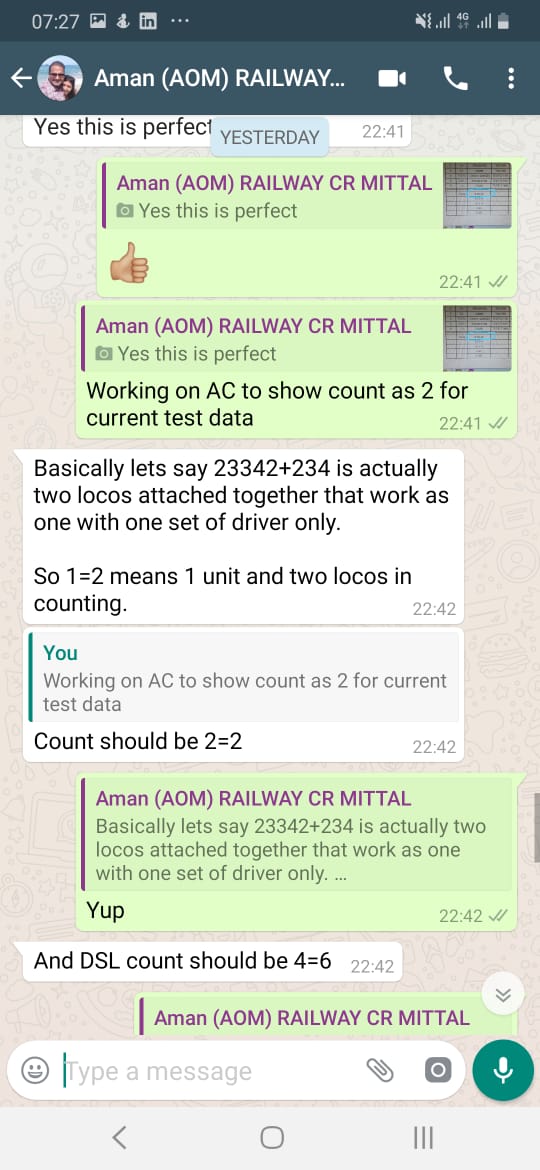 07:27
4G
Aman (AOM) RAILWAY...
Yes this is perfect
22:41
YESTERDAY
Aman (AOM) RAILWAY CR MITTAL
Yes this is perfect
22:41
Aman (AOM) RAILWAY CR MITTAL
Yes this is perfect
Working on AC to show count as 2 for
current test data
22:41
Basically lets say 23342+234 is actually
two locos attached together that work as
one with one set of driver only.
So 1=2 means 1 unit and two locos in
counting.
22:42
You
Working on AC to show count as 2 for current
test data
Count should be 2=2
22:42
Aman (AOM) RAILWAY CR MITTAL
Basically lets say 23342+234 is actually two
locos attached together that work as one
with one set of driver only. ...
Yup
22:42
And DSL count should be 4=6
22:42
Aman (AOM) RAILWAY CR MITTAL
Type a message